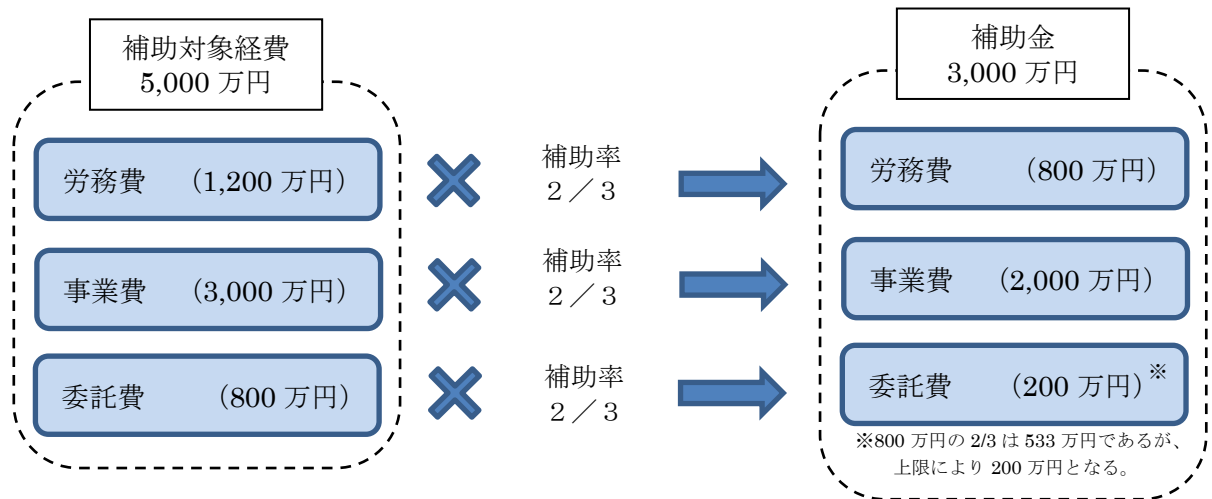 補助対象経費
5,000 万円
補助金
3,000 万円
労務費 (1,200 万円)
補助率
2／3
労務費 (800 万円)
事業費 (3,000 万円)
補助率
2／3
事業費 (2,000 万円)
委託費 (800 万円)
補助率
2／3
委託費 (200 万円)※
※800 万円の 2/3 は 533 万円であるが、
上限により 200 万円となる。